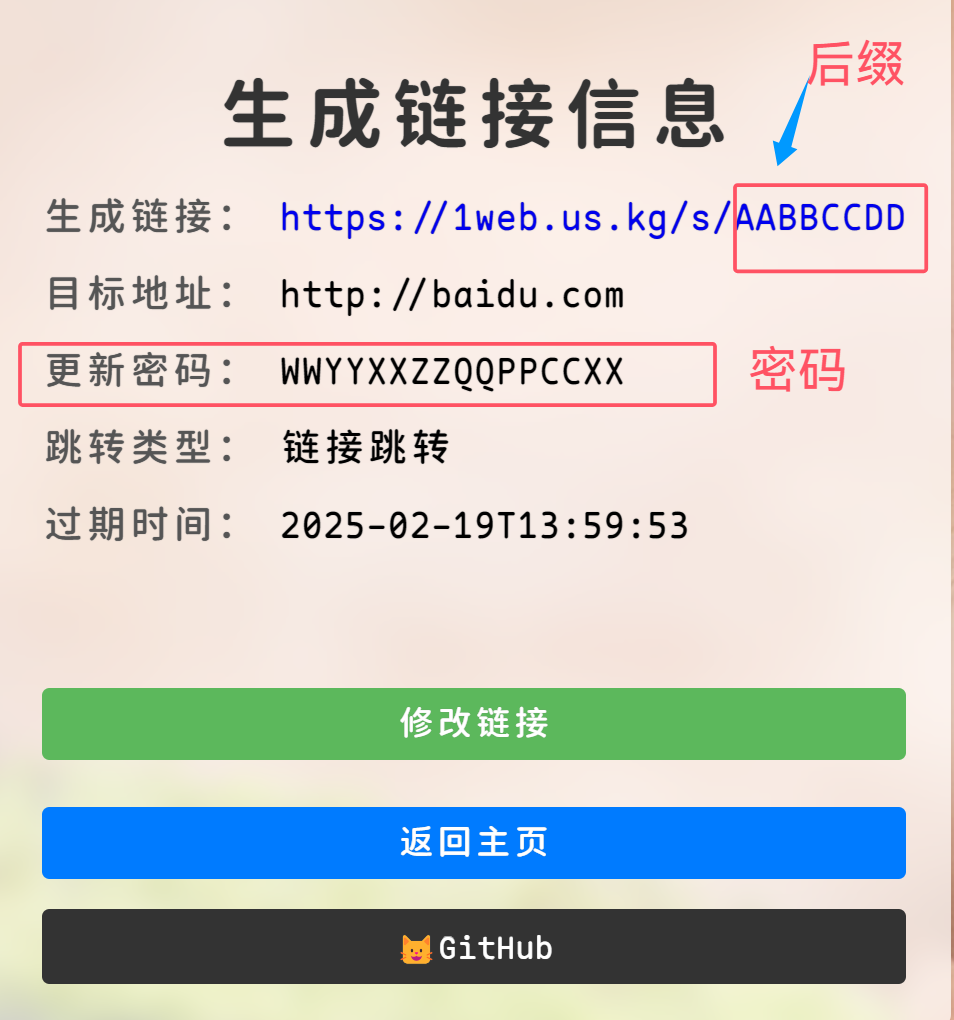 后缀
生成链接信息
生成链接： https://1web.us.kg/s/AABBCCDD
目标地址： http://baidu.com
更新密码： WWYYXXZZQQPPCCXX 密码
跳转类型： 链接跳转
过期时间： 2025-02-19T13:59:53
修改链接
返回主页
GitHub